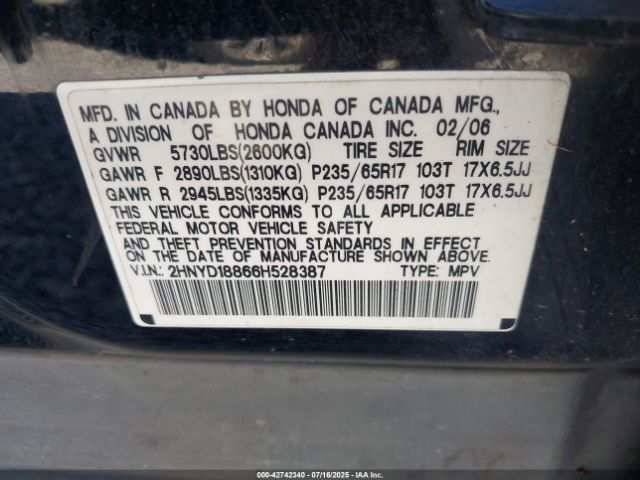 MFD. IN CANADA BY HONDA OF CANADA MFG.,
A DIVISION OF HONDA CANADA INC. 02/06
GVWR 5730LBS(2600KG) TIRE SIZE RIM SIZE
GAWR F 2890LBS(1310KG) P235/65R17 103T 17X6.5JJ
GAWR R 2945LBS(1335KG) P235/65R17 103T 17X6.5JJ
THIS VEHICLE CONFORMS TO ALL APPLICABLE
FEDERAL MOTOR VEHICLE SAFETY
AND THEFT PREVENTION STANDARDS IN EFFECT
ON THE DATE OF MANUFACTURE SHOWN ABOVE.
V.I.N.: 2HNYD18866H528387 TYPE: MPV
000-42742340 - 07/16/2025 - COPYRIGHT © 2025 IAA, LLC.